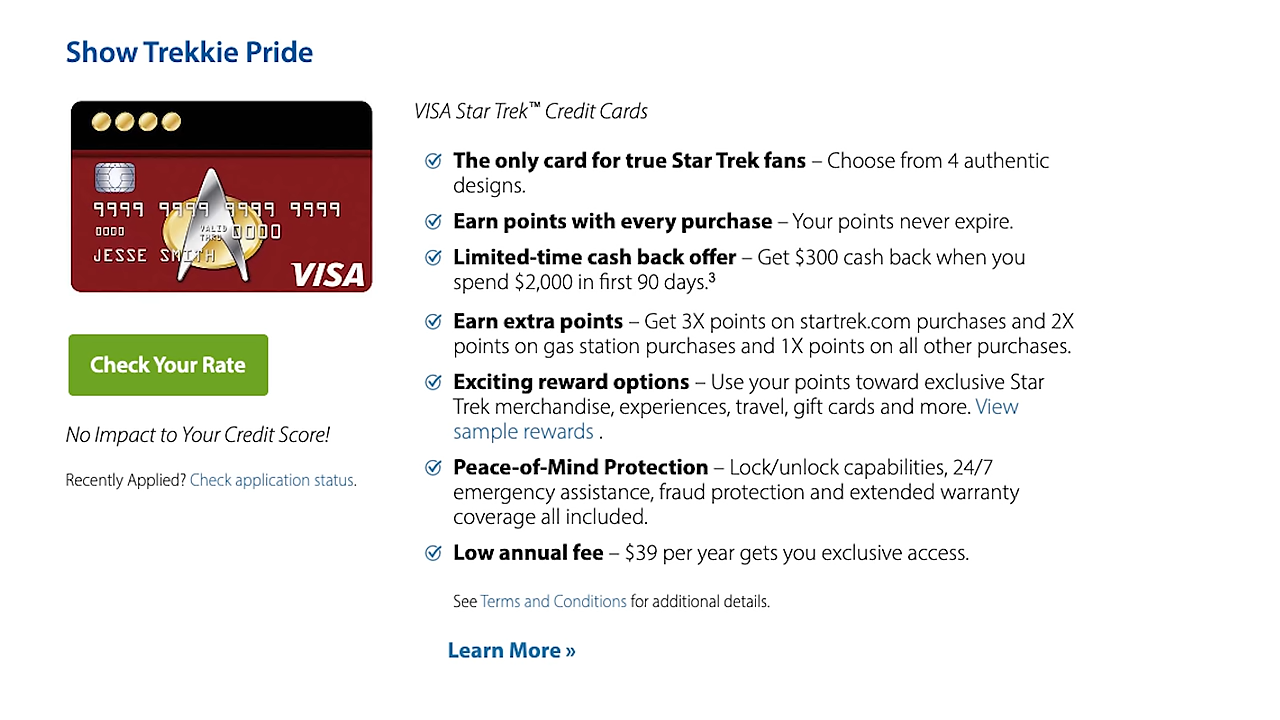 Show Trekkie Pride
9999 9999 9999 9999
0000 VALID THRU 0000
JESSE SMITH
VISA
Check Your Rate
No Impact to Your Credit Score!
Recently Applied? Check application status.
VISA Star Trek™ Credit Cards
The only card for true Star Trek fans – Choose from 4 authentic
designs.
Earn points with every purchase – Your points never expire.
Limited-time cash back offer – Get $300 cash back when you
spend $2,000 in first 90 days.³
Earn extra points – Get 3X points on startrek.com purchases and 2X
points on gas station purchases and 1X points on all other purchases.
Exciting reward options – Use your points toward exclusive Star
Trek merchandise, experiences, travel, gift cards and more. View
sample rewards .
Peace-of-Mind Protection – Lock/unlock capabilities, 24/7
emergency assistance, fraud protection and extended warranty
coverage all included.
Low annual fee – $39 per year gets you exclusive access.
See Terms and Conditions for additional details.
Learn More »